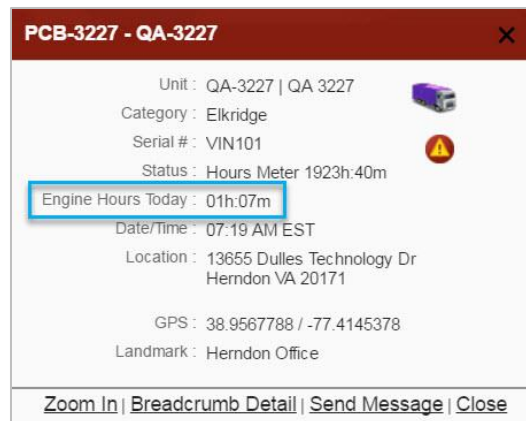 PCB-3227 - QA-3227
Unit : QA-3227 | QA 3227
Category : Elkridge
Serial # : VIN101
Status : Hours Meter 1923h:40m
Engine Hours Today : 01h:07m
Date/Time : 07:19 AM EST
Location : 13655 Dulles Technology Dr
Herndon VA 20171
GPS : 38.9567788 / -77.4145378
Landmark : Herndon Office
Zoom In | Breadcrumb Detail | Send Message | Close